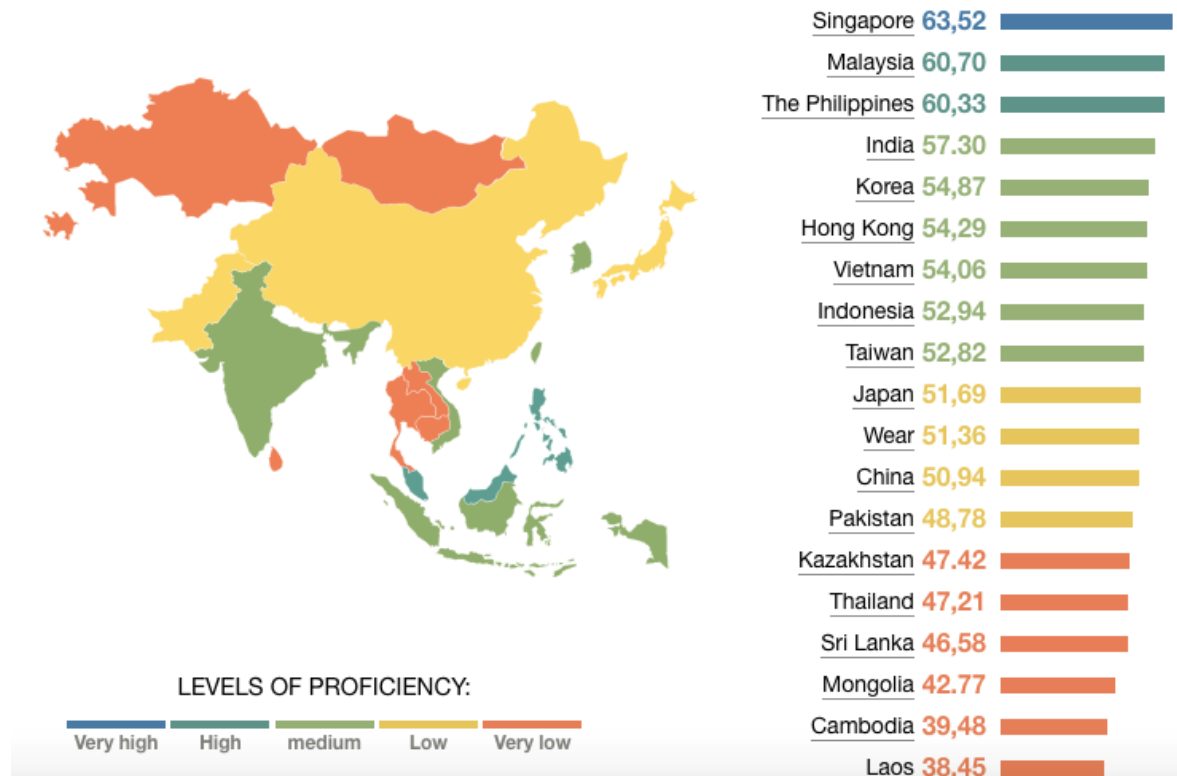 Singapore 63,52
Malaysia 60,70
The Philippines 60,33
India 57.30
Korea 54,87
Hong Kong 54,29
Vietnam 54,06
Indonesia 52,94
Taiwan 52,82
Japan 51,69
Wear 51,36
China 50,94
Pakistan 48,78
Kazakhstan 47.42
Thailand 47,21
Sri Lanka 46,58
Mongolia 42.77
Cambodia 39,48
Laos 38.45
LEVELS OF PROFICIENCY:
Very high High medium Low Very low